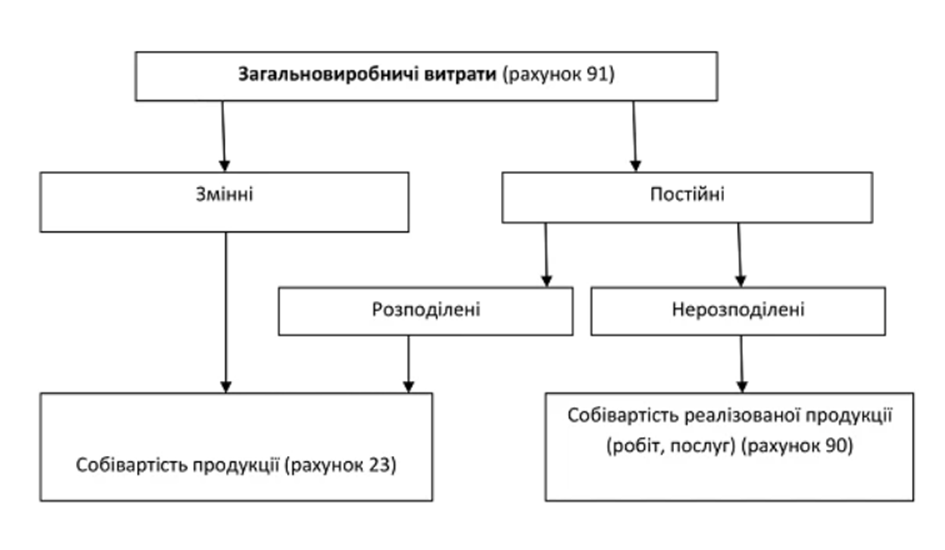 Загальновиробничі витрати (рахунок 91)
Змінні
Постійні
Розподілені
Нерозподілені
Собівартість продукції (рахунок 23)
Собівартість реалізованої продукції
(робіт, послуг) (рахунок 90)